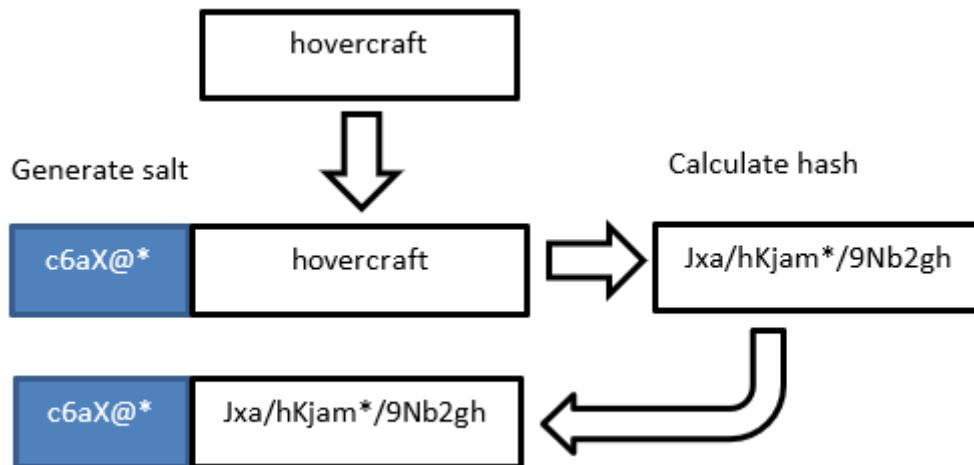 hovercraft
Generate salt
Calculate hash
c6aX@*
hovercraft
Jxa/hKjam*/9Nb2gh
c6aX@*
Jxa/hKjam*/9Nb2gh